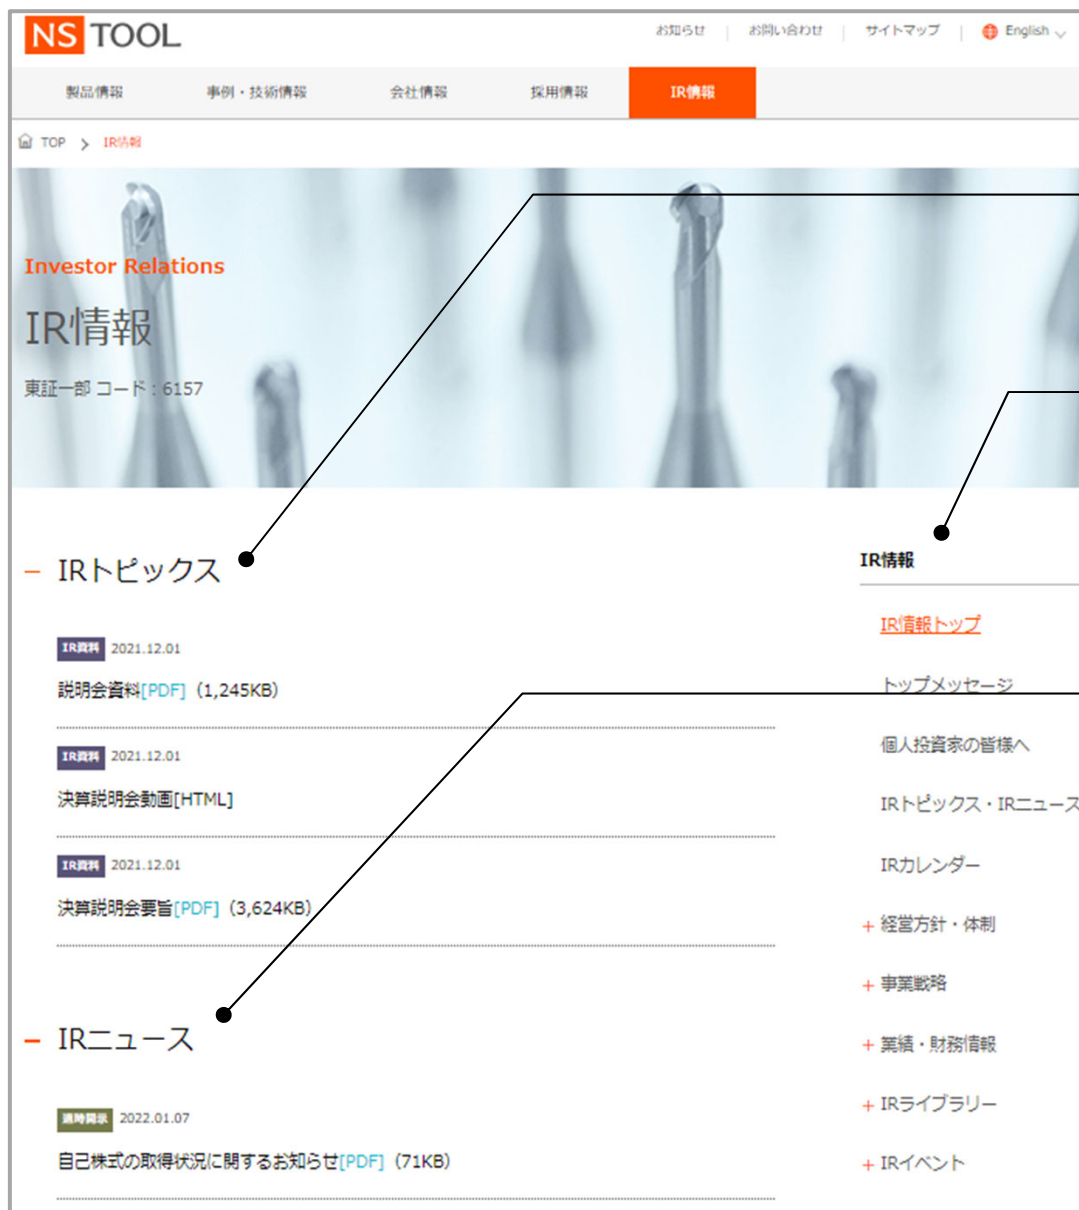 NS TOOL
お知らせ | お問い合わせ | サイトマップ | English
製品情報 事例・技術情報 会社情報 採用情報 IR情報
TOP > IR情報
Investor Relations
IR情報
東証一部 コード：6157
IRトピックス
IR資料 2021.12.01
説明会資料[PDF]（1,245KB）
IR資料 2021.12.01
決算説明会動画[HTML]
IR資料 2021.12.01
決算説明会要旨[PDF]（3,624KB）
IRニュース
適時開示 2022.01.07
自己株式の取得状況に関するお知らせ[PDF]（71KB）
IR情報
IR情報トップ
トップメッセージ
個人投資家の皆様へ
IRトピックス・IRニュース
IRカレンダー
+ 経営方針・体制
+ 事業戦略
+ 業績・財務情報
+ IRライブラリー
+ IRイベント